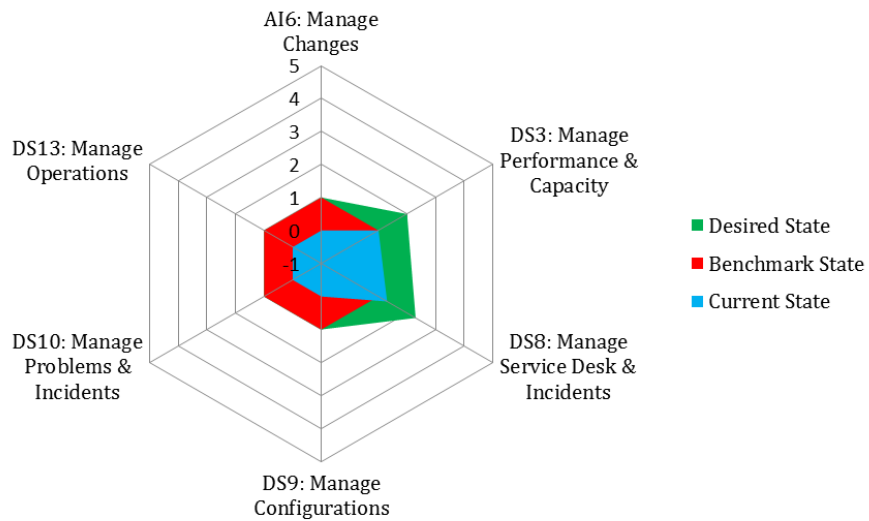 AI6: Manage
Changes
5
4
3
2
1
0
-1
DS3: Manage
Performance &
Capacity
DS8: Manage
Service Desk &
Incidents
DS9: Manage
Configurations
DS10: Manage
Problems &
Incidents
DS13: Manage
Operations
Desired State
Benchmark State
Current State